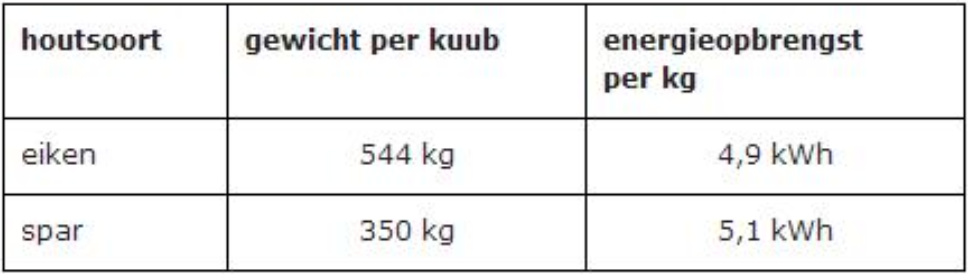 houtsoort gewicht per kuub energieopbrengst
per kg
eiken 544 kg 4,9 kWh
spar 350 kg 5,1 kWh